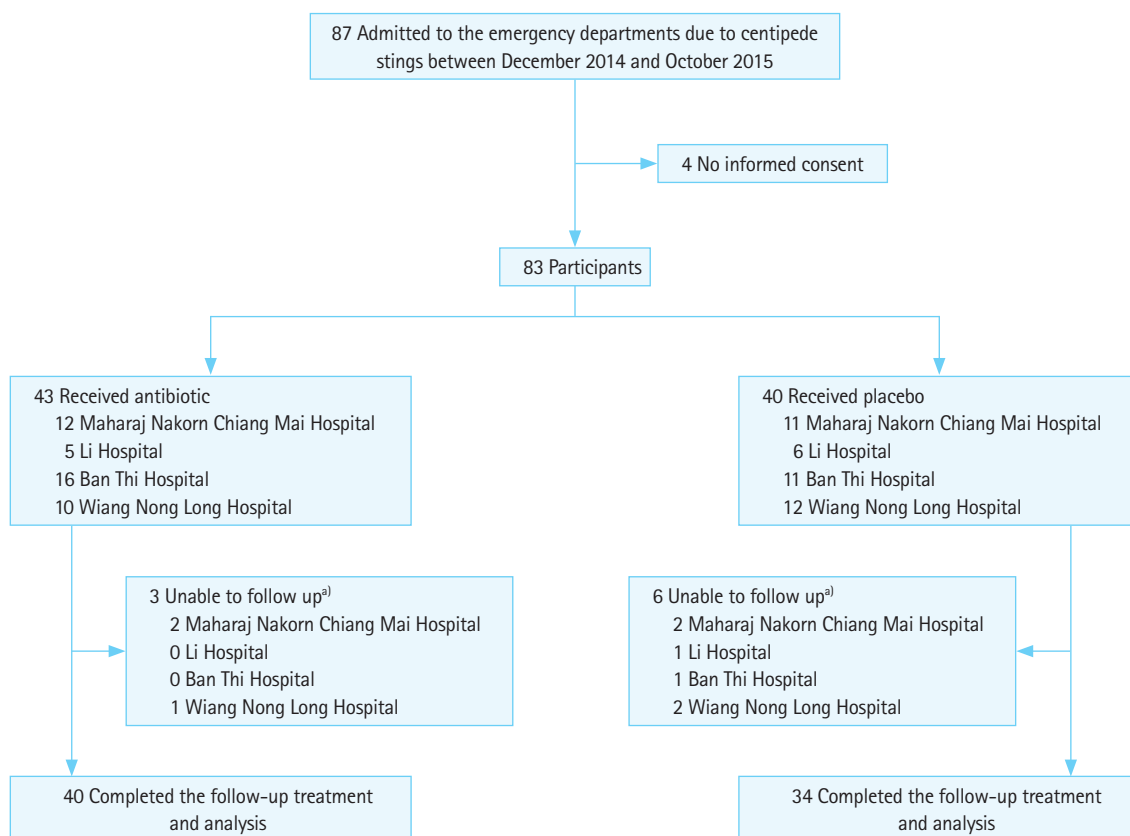 87 Admitted to the emergency departments due to centipede
stings between December 2014 and October 2015
4 No informed consent
83 Participants
43 Received antibiotic
12 Maharaj Nakorn Chiang Mai Hospital
5 Li Hospital
16 Ban Thi Hospital
10 Wiang Nong Long Hospital
40 Received placebo
11 Maharaj Nakorn Chiang Mai Hospital
6 Li Hospital
11 Ban Thi Hospital
12 Wiang Nong Long Hospital
3 Unable to follow up a)
2 Maharaj Nakorn Chiang Mai Hospital
0 Li Hospital
0 Ban Thi Hospital
1 Wiang Nong Long Hospital
6 Unable to follow up a)
2 Maharaj Nakorn Chiang Mai Hospital
1 Li Hospital
1 Ban Thi Hospital
2 Wiang Nong Long Hospital
40 Completed the follow-up treatment
and analysis
34 Completed the follow-up treatment
and analysis